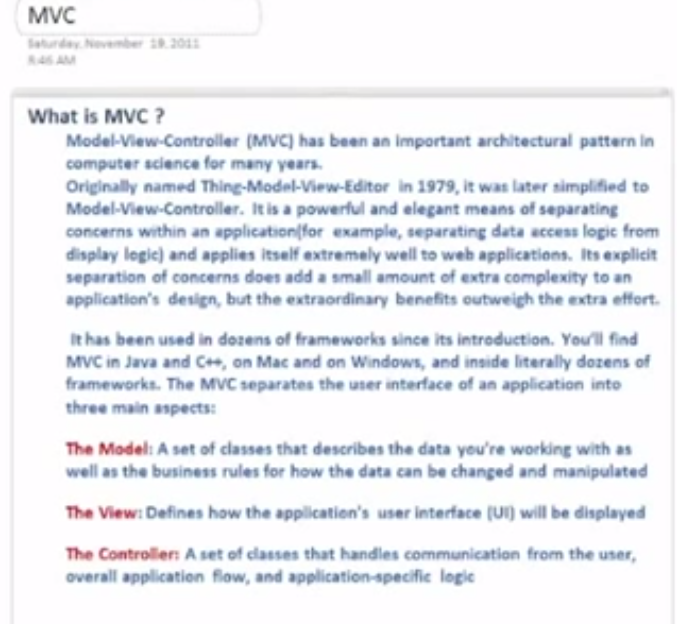 MVC
Saturday, November 19, 2011
8:46 AM
What is MVC ?
Model-View-Controller (MVC) has been an important architectural pattern in
computer science for many years.
Originally named Thing-Model-View-Editor in 1979, it was later simplified to
Model-View-Controller. It is a powerful and elegant means of separating
concerns within an application(for example, separating data access logic from
display logic) and applies itself extremely well to web applications. Its explicit
separation of concerns does add a small amount of extra complexity to an
application's design, but the extraordinary benefits outweigh the extra effort.
It has been used in dozens of frameworks since its introduction. You'll find
MVC in Java and C++, on Mac and on Windows, and inside literally dozens of
frameworks. The MVC separates the user interface of an application into
three main aspects:
The Model: A set of classes that describes the data you're working with as
well as the business rules for how the data can be changed and manipulated
The View: Defines how the application's user interface (UI) will be displayed
The Controller: A set of classes that handles communication from the user,
overall application flow, and application-specific logic